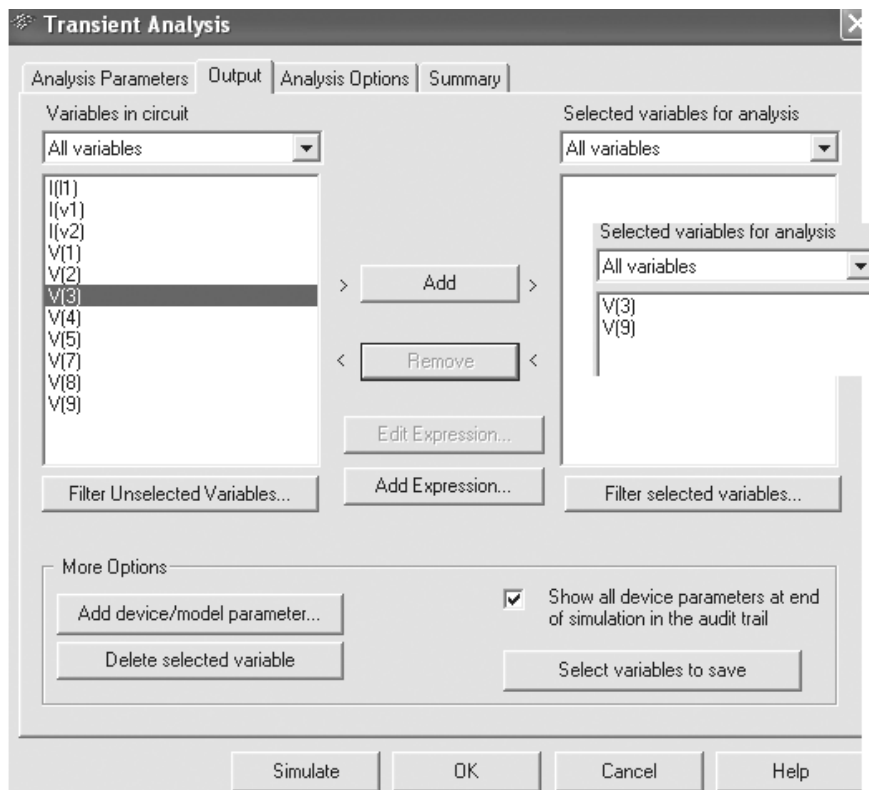 Transient Analysis
Analysis Parameters Output Analysis Options Summary
Variables in circuit
All variables
I(l1)
I(v1)
I(v2)
V(1)
V(2)
V(3)
V(4)
V(5)
V(7)
V(8)
V(9)
Filter Unselected Variables...
> Add >
< Remove <
Edit Expression...
Add Expression...
Selected variables for analysis
All variables
Selected variables for analysis
All variables
V(3)
V(9)
Filter selected variables...
More Options
Add device/model parameter...
Delete selected variable
Show all device parameters at end
of simulation in the audit trail
Select variables to save
Simulate OK Cancel Help